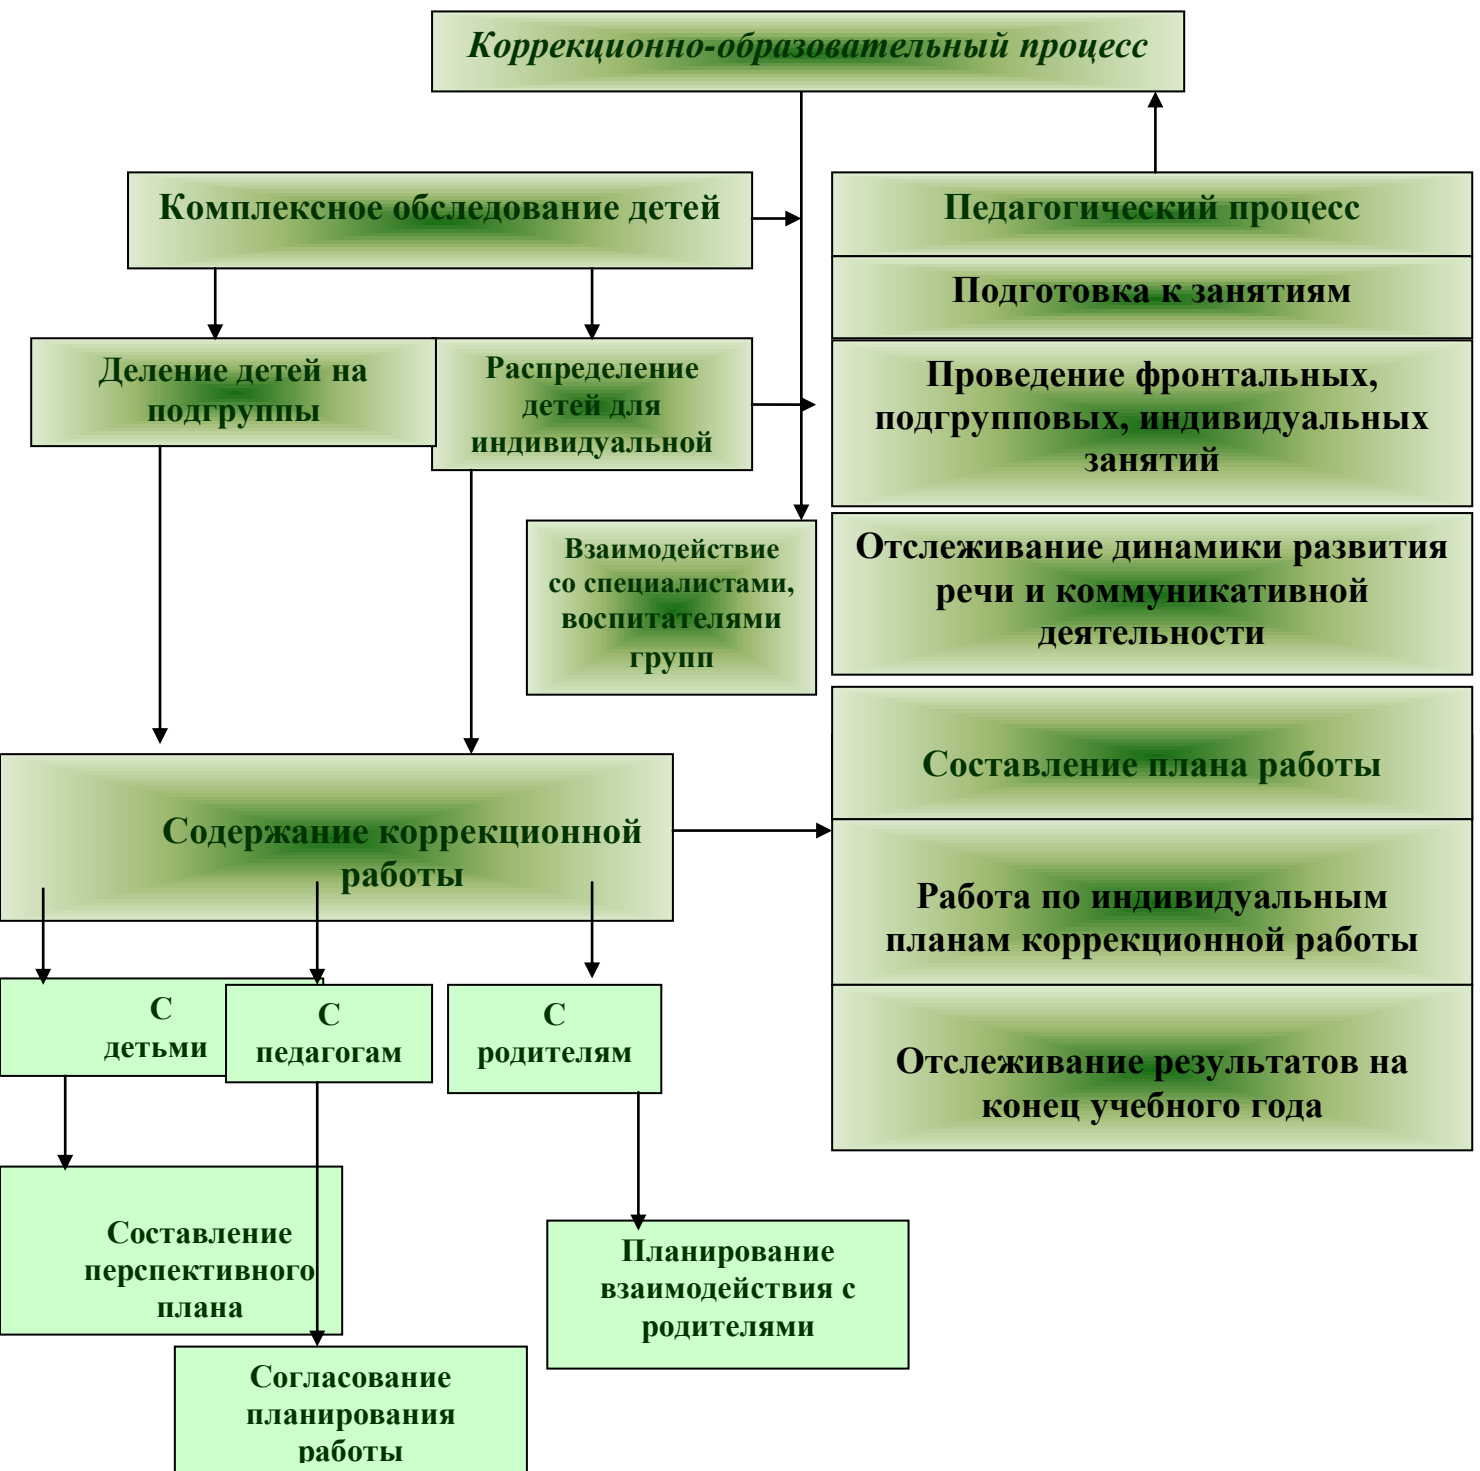 Коррекционно-образовательный процесс
Комплексное обследование детей
Педагогический процесс
Подготовка к занятиям
Деление детей на
подгруппы
Распределение
детей для
индивидуальной
Проведение фронтальных,
подгрупповых, индивидуальных
занятий
Взаимодействие
со специалистами,
воспитателями
групп
Отслеживание динамики развития
речи и коммуникативной
деятельности
Составление плана работы
Содержание коррекционной
работы
Работа по индивидуальным
планам коррекционной работы
С
детьми
С
педагогам
С
родителям
Отслеживание результатов на
конец учебного года
Составление
перспективного
плана
Планирование
взаимодействия с
родителями
Согласование
планирования
работы